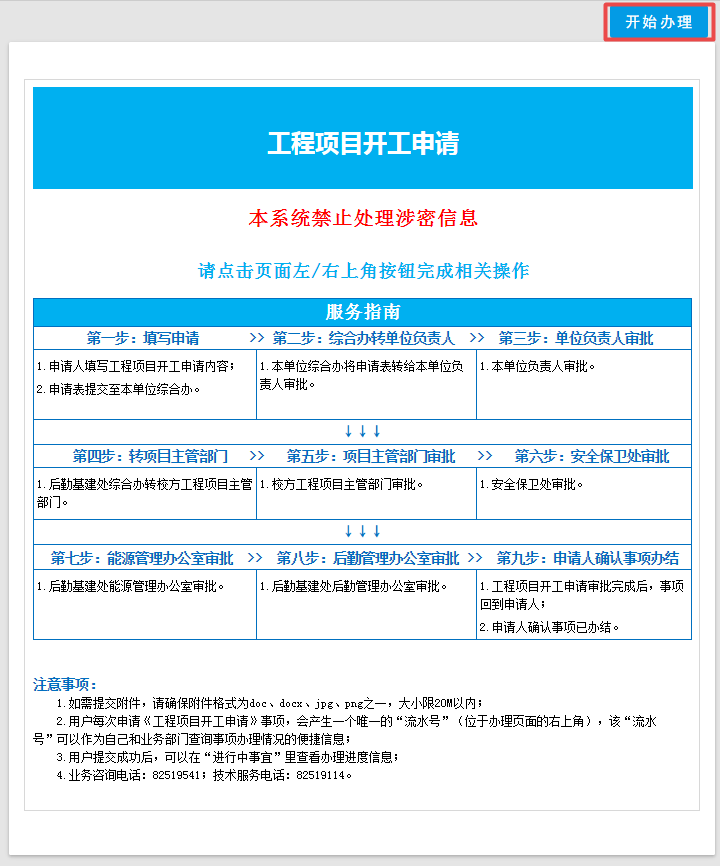 开始办理
工程项目开工申请
本系统禁止处理涉密信息
请点击页面左/右上角按钮完成相关操作
服务指南
第一步：填写申请 >> 第二步：综合办转单位负责人 >> 第三步：单位负责人审批
1.申请人填写工程项目开工申请内容；
2.申请表提交至本单位综合办。
1.本单位综合办将申请表转给本单位负
责人审批。
1.本单位负责人审批。
↓↓↓
第四步：转项目主管部门 >> 第五步：项目主管部门审批 >> 第六步：安全保卫处审批
1.后勤基建处综合办转校方工程项目主管
部门。
1.校方工程项目主管部门审批。
1.安全保卫处审批。
↓↓↓
第七步：能源管理办公室审批 >> 第八步：后勤管理办公室审批 >> 第九步：申请人确认事项办结
1.后勤基建处能源管理办公室审批。
1.后勤基建处后勤管理办公室审批。
1.工程项目开工申请审批完成后，事项
回到申请人；
2.申请人确认事项已办结。
注意事项：
1.如需提交附件，请确保附件格式为doc、docx、jpg、png之一，大小限20M以内；
2.用户每次申请《工程项目开工申请》事项，会产生一个唯一的“流水号”（位于办理页面的右上角），该“流水
号”可以作为自己和业务部门查询事项办理情况的便捷信息；
3.用户提交成功后，可以在“进行中事宜”里查看办理进度信息；
4.业务咨询电话：82519541；技术服务电话：82519114。